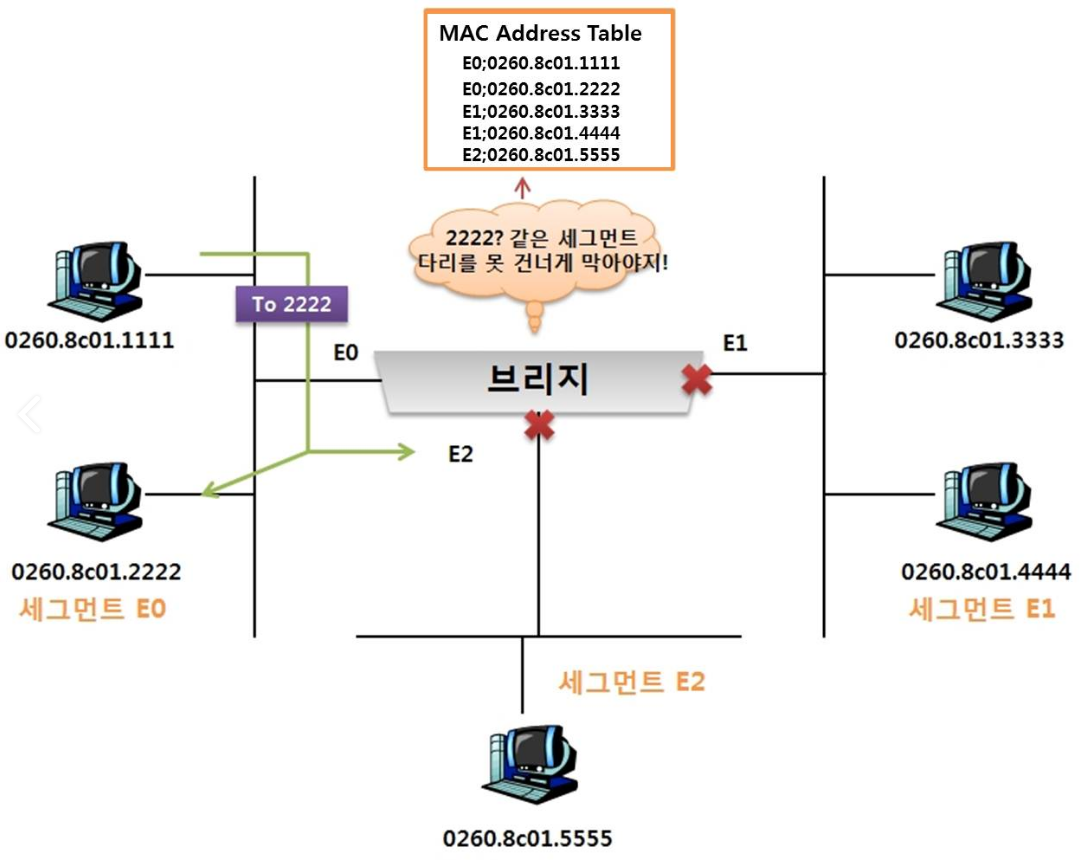 MAC Address Table
E0;0260.8c01.1111
E0;0260.8c01.2222
E1;0260.8c01.3333
E1;0260.8c01.4444
E2;0260.8c01.5555
2222? 같은 세그먼트
다리를 못 건너게 막아야지!
To 2222
0260.8c01.1111
E0
브리지
E1
0260.8c01.3333
E2
0260.8c01.2222
세그먼트 E0
0260.8c01.4444
세그먼트 E1
세그먼트 E2
0260.8c01.5555